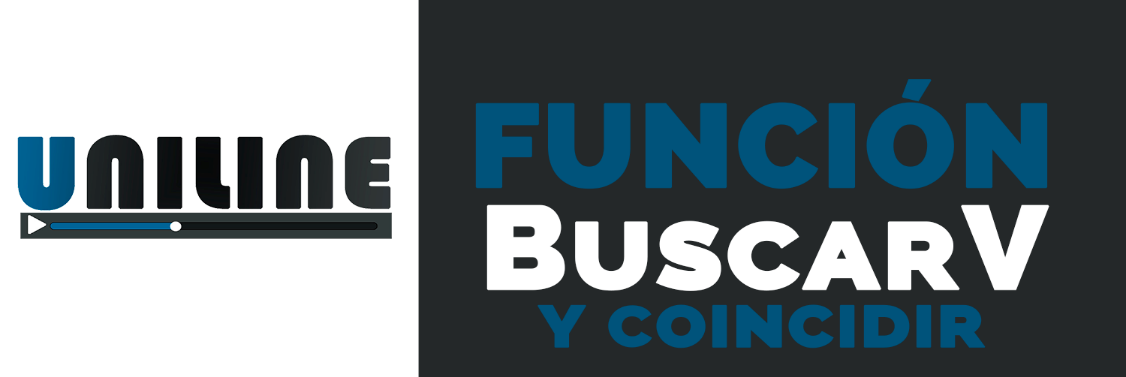 UNILINE
FUNCIÓN
BUSCARV
Y COINCIDIR